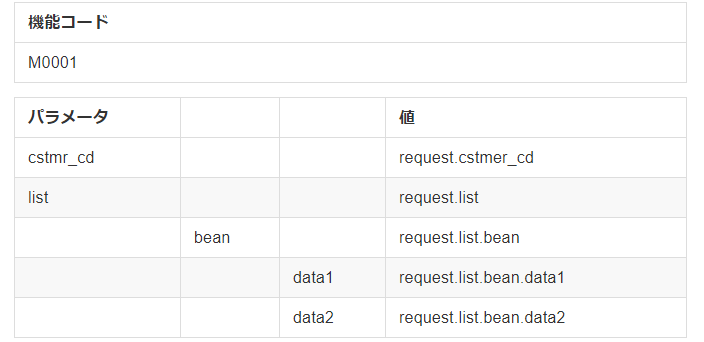 機能コード
M0001
パラメータ 値
cstmr_cd request.cstmer_cd
list request.list
bean request.list.bean
data1 request.list.bean.data1
data2 request.list.bean.data2